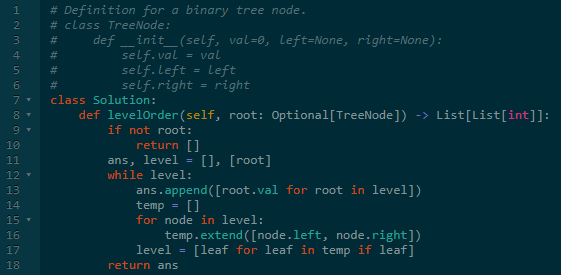 1 # Definition for a binary tree node.
2 # class TreeNode:
3 #     def __init__(self, val=0, left=None, right=None):
4 #         self.val = val
5 #         self.left = left
6 #         self.right = right
7 class Solution:
8     def levelOrder(self, root: Optional[TreeNode]) -> List[List[int]]:
9         if not root:
10             return []
11         ans, level = [], [root]
12         while level:
13             ans.append([root.val for root in level])
14             temp = []
15             for node in level:
16                 temp.extend([node.left, node.right])
17             level = [leaf for leaf in temp if leaf]
18         return ans